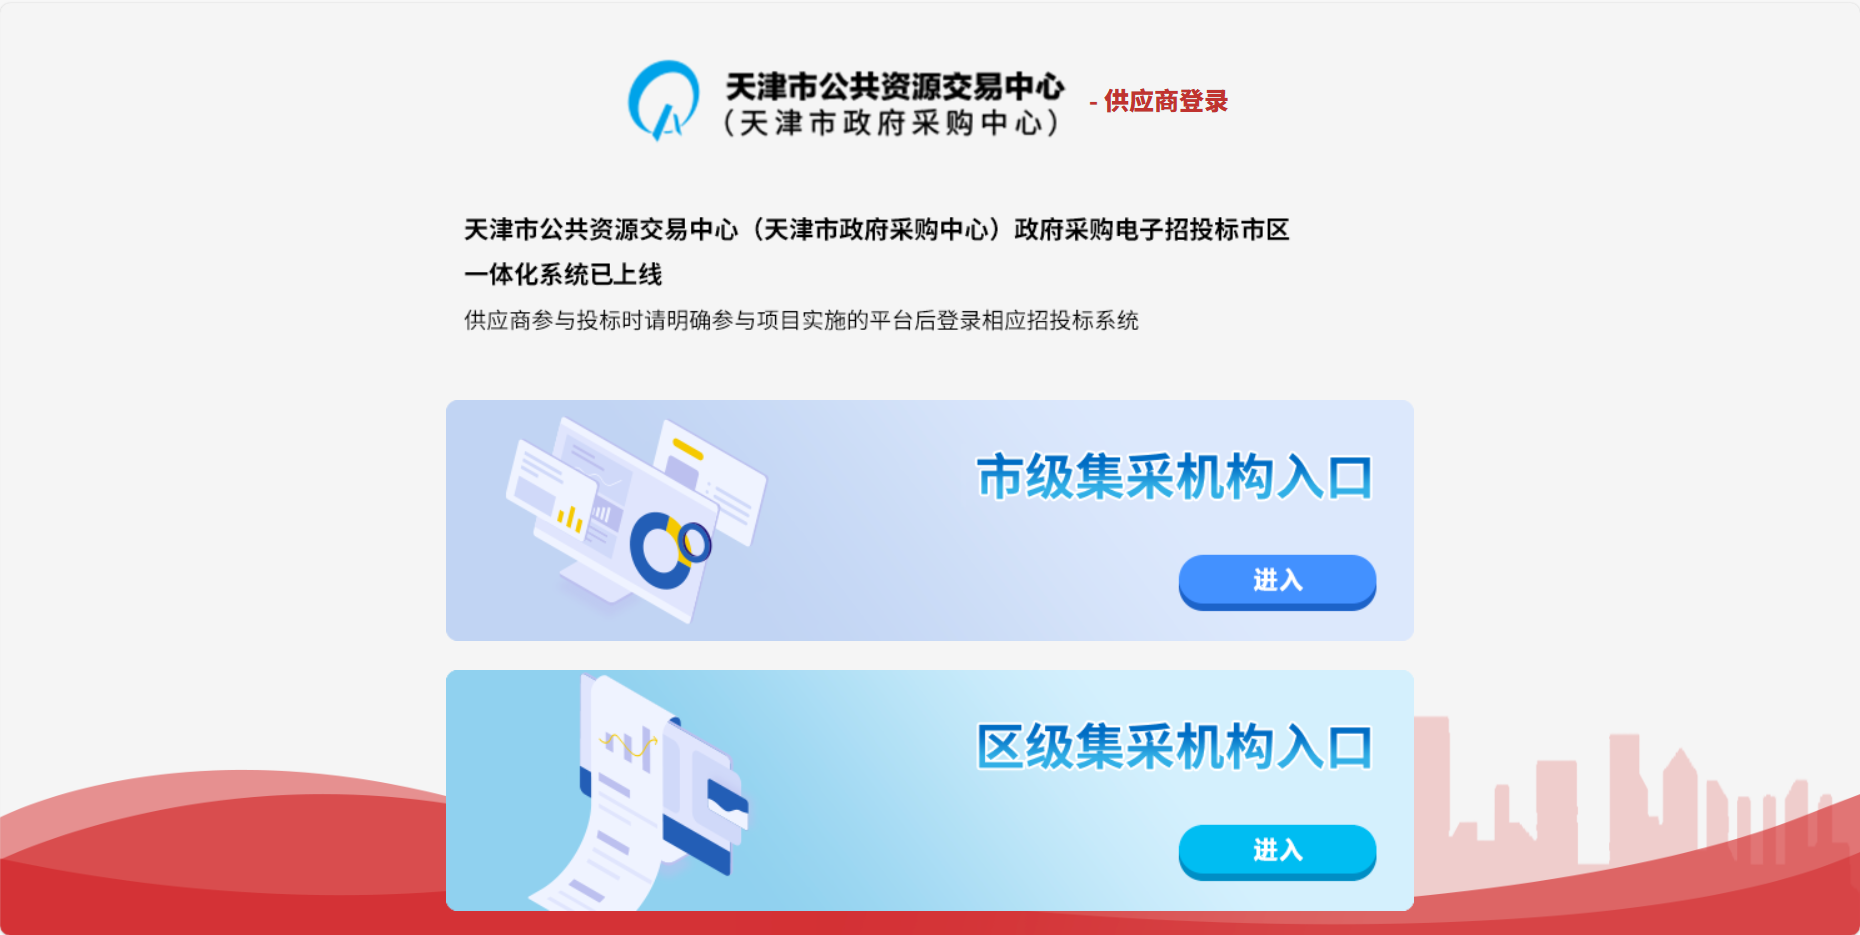 天津市公共资源交易中心
（天津市政府采购中心）
- 供应商登录
天津市公共资源交易中心（天津市政府采购中心）政府采购电子招投标市区
一体化系统已上线
供应商参与投标时请明确参与项目实施的平台后登录相应招投标系统
市级集采机构入口
进入
区级集采机构入口
进入